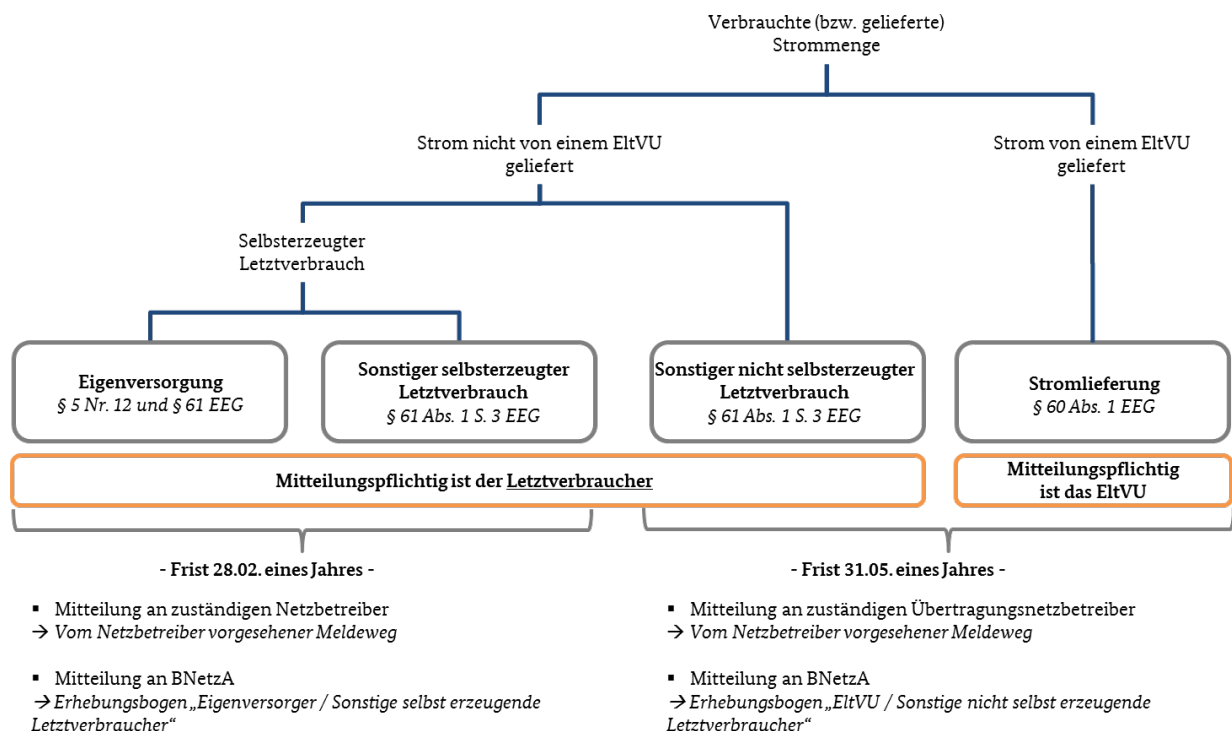 Verbrauchte (bzw. gelieferte)
Strommenge
Strom nicht von einem EltVU
geliefert
Strom von einem EltVU
geliefert
Selbsterzeugter
Letztverbrauch
Eigenversorgung
§ 5 Nr. 12 und § 61 EEG
Sonstiger selbsterzeugter
Letztverbrauch
§ 61 Abs. 1 S. 3 EEG
Sonstiger nicht selbsterzeugter
Letztverbrauch
§ 61 Abs. 1 S. 3 EEG
Stromlieferung
§ 60 Abs. 1 EEG
Mitteilungspflichtig ist der Letztverbraucher
Mitteilungspflichtig
ist das EltVU
- Frist 28.02. eines Jahres -
▪ Mitteilung an zuständigen Netzbetreiber
→ Vom Netzbetreiber vorgesehener Meldeweg
▪ Mitteilung an BNetzA
→ Erhebungsbogen „Eigenversorger / Sonstige selbst erzeugende
Letztverbraucher“
- Frist 31.05. eines Jahres -
▪ Mitteilung an zuständigen Übertragungsnetzbetreiber
→ Vom Netzbetreiber vorgesehener Meldeweg
▪ Mitteilung an BNetzA
→ Erhebungsbogen „EltVU / Sonstige nicht selbst erzeugende
Letztverbraucher“